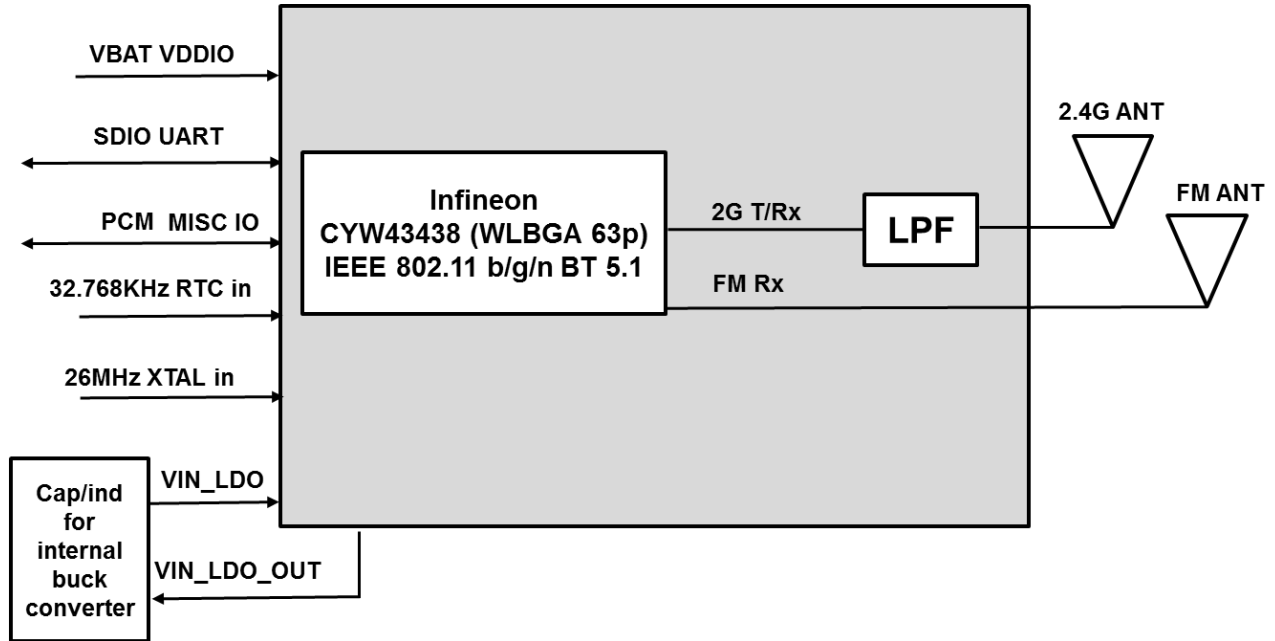 VBAT VDDIO
SDIO UART
PCM MISC IO
32.768KHz RTC in
26MHz XTAL in
VIN_LDO
VIN_LDO_OUT
Cap/ind
for
internal
buck
converter
Infineon
CYW43438 (WLBGA 63p)
IEEE 802.11 b/g/n BT 5.1
2G T/Rx
LPF
FM Rx
2.4G ANT
FM ANT